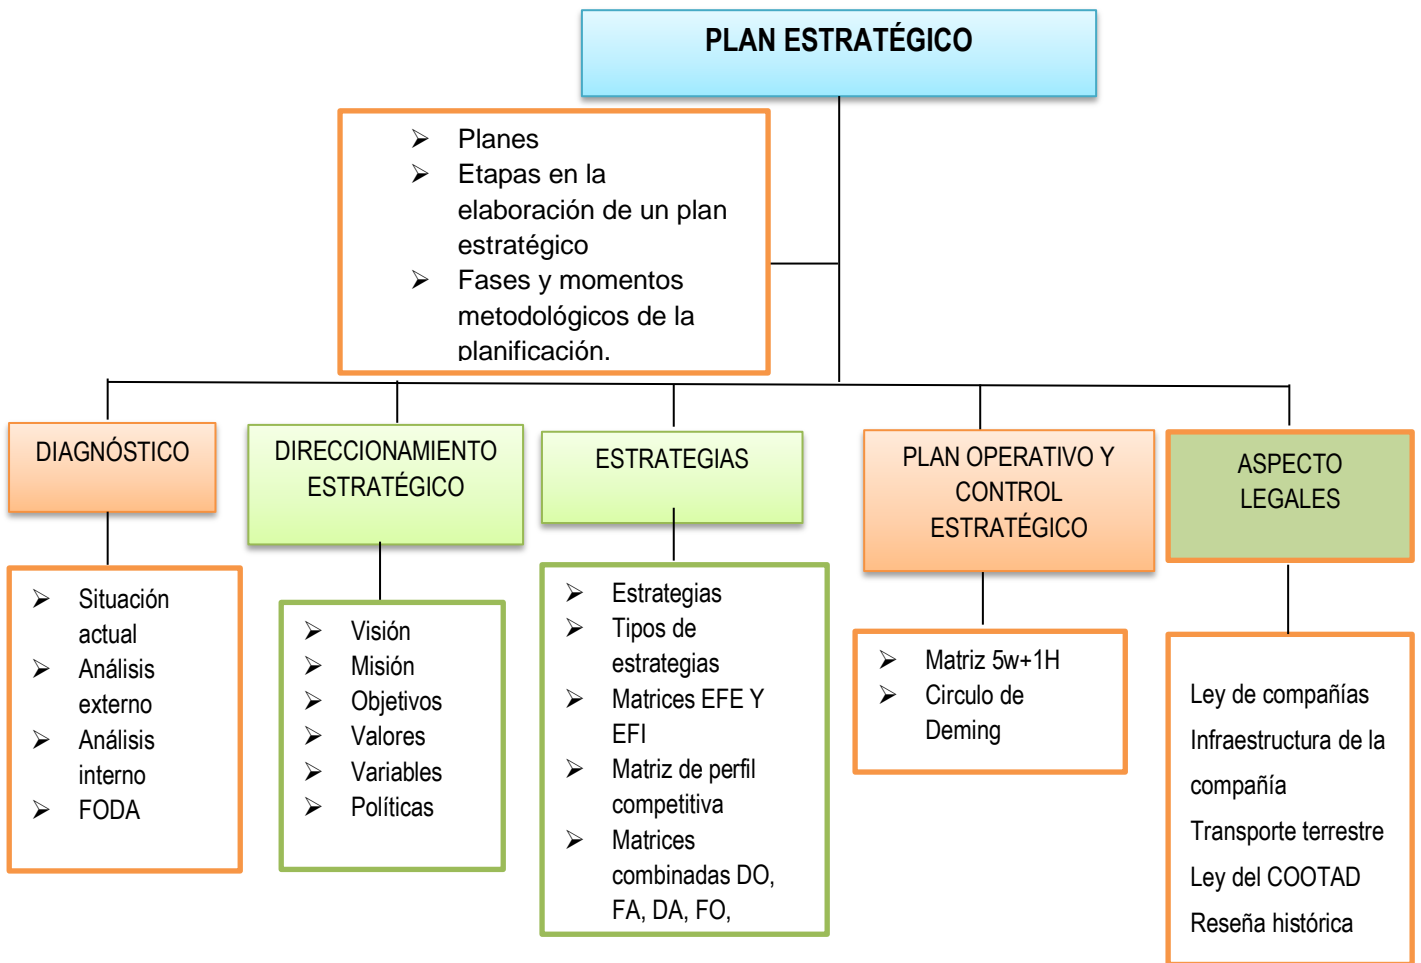 PLAN ESTRATÉGICO
➢ Planes
➢ Etapas en la
elaboración de un plan
estratégico
➢ Fases y momentos
metodológicos de la
planificación.
DIAGNÓSTICO
➢ Situación
actual
➢ Análisis
externo
➢ Análisis
interno
➢ FODA
DIRECCIONAMIENTO
ESTRATÉGICO
➢ Visión
➢ Misión
➢ Objetivos
➢ Valores
➢ Variables
➢ Políticas
ESTRATEGIAS
➢ Estrategias
➢ Tipos de
estrategias
➢ Matrices EFE Y
EFI
➢ Matriz de perfil
competitiva
➢ Matrices
combinadas DO,
FA, DA, FO,
PLAN OPERATIVO Y
CONTROL
ESTRATÉGICO
➢ Matriz 5w+1H
➢ Circulo de
Deming
ASPECTO
LEGALES
Ley de compañías
Infraestructura de la
compañía
Transporte terrestre
Ley del COOTAD
Reseña histórica